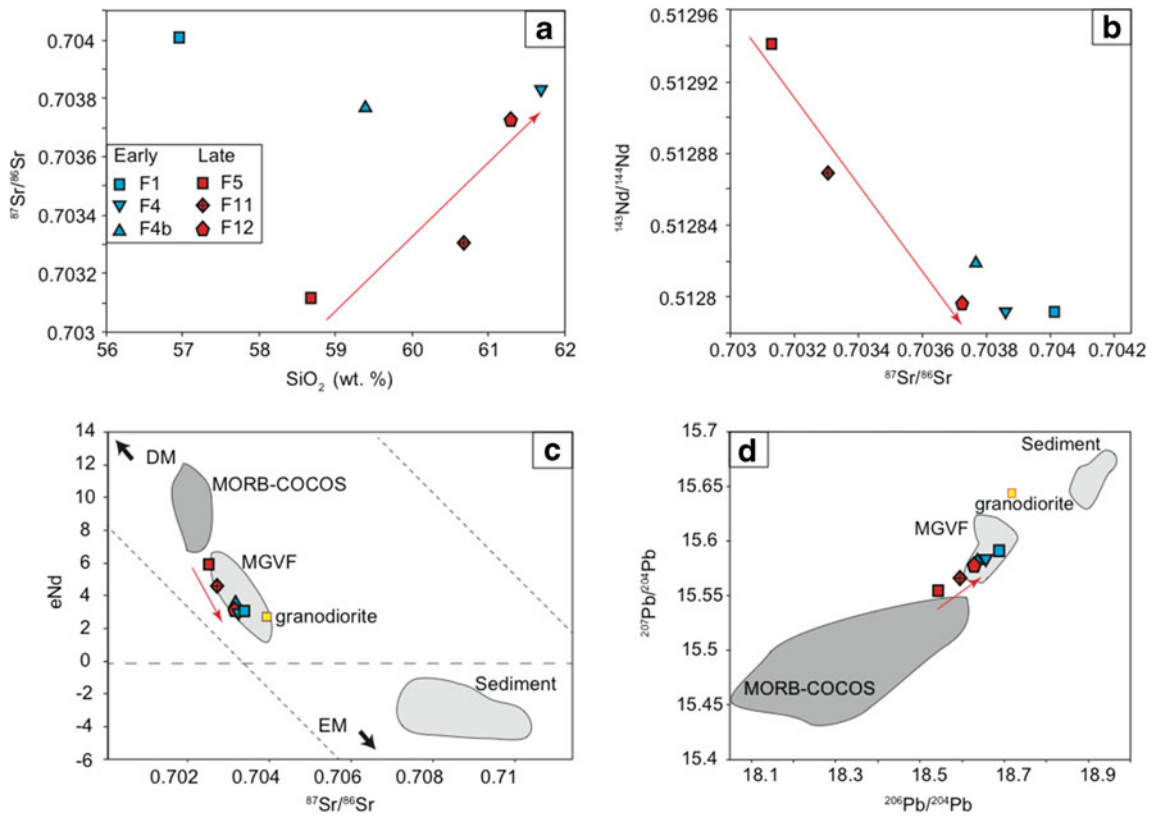 a
0.704
0.7038
0.7036
0.7034
0.7032
0.703
⁸⁷Sr/⁸⁶Sr
Early Late
F1 F5
F4 F11
F4b F12
56 57 58 59 60 61 62
SiO₂ (wt. %)
b
0.51296
0.51292
0.51288
0.51284
0.5128
¹⁴³Nd/¹⁴⁴Nd
0.703 0.7032 0.7034 0.7036 0.7038 0.704 0.7042
⁸⁷Sr/⁸⁶Sr
c
14
12
10
8
6
4
2
0
-2
-4
-6
eNd
DM
MORB-COCOS
MGVF
granodiorite
Sediment
EM
0.702 0.704 0.706 0.708 0.71
⁸⁷Sr/⁸⁶Sr
d
15.7
15.65
15.6
15.55
15.5
15.45
15.4
²⁰⁷Pb/²⁰⁴Pb
Sediment
granodiorite
MGVF
MORB-COCOS
18.1 18.3 18.5 18.7 18.9
²⁰⁶Pb/²⁰⁴Pb